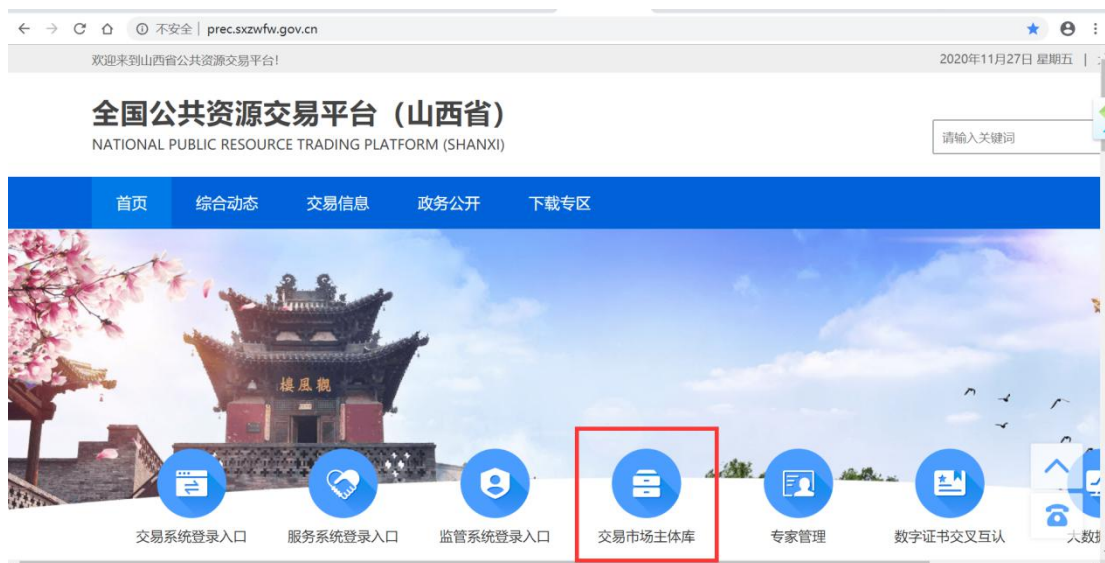 不安全 | prec.sxzwfw.gov.cn
欢迎来到山西省公共资源交易平台!
2020年11月27日 星期五 |
全国公共资源交易平台（山西省）
NATIONAL PUBLIC RESOURCE TRADING PLATFORM (SHANXI)
请输入关键词
首页 综合动态 交易信息 政务公开 下载专区
樓風觀
交易系统登录入口 服务系统登录入口 监管系统登录入口 交易市场主体库 专家管理 数字证书交叉互认 大数